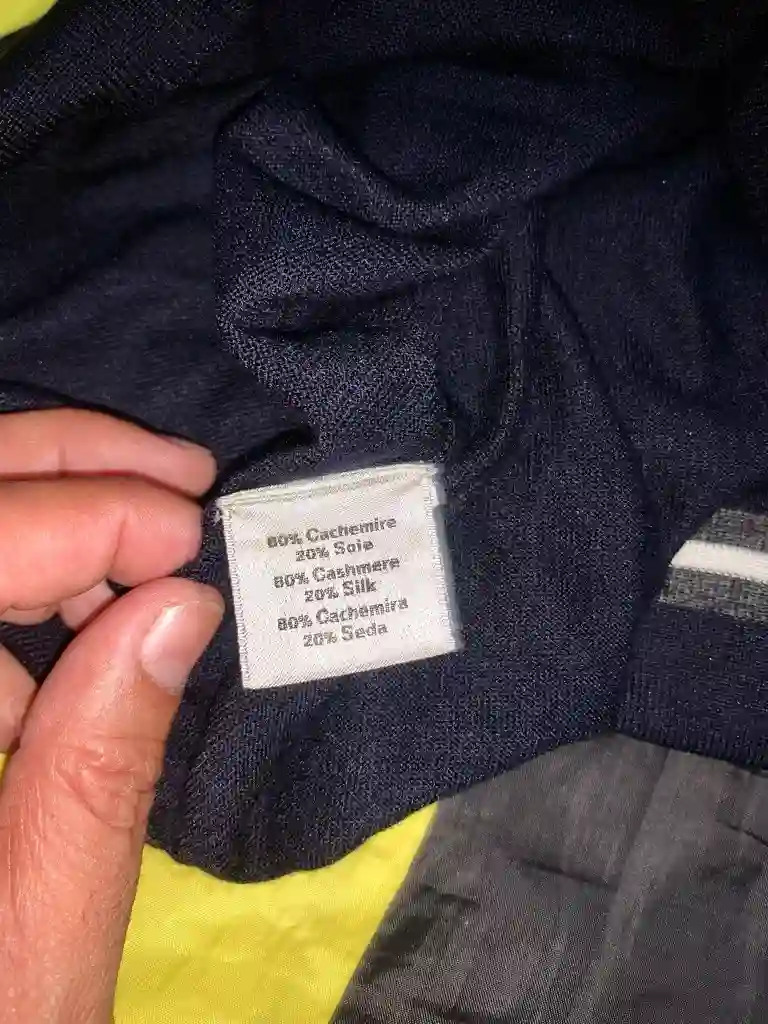 80% Cachemire
20% Soie
80% Cashmere
20% Silk
80% Cachemira
20% Seda